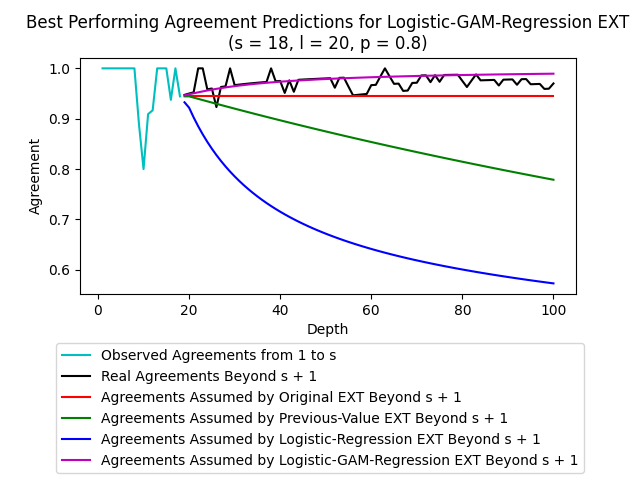 Best Performing Agreement Predictions for Logistic-GAM-Regression EXT
(s = 18, l = 20, p = 0.8)
1.0
0.9
0.8
0.7
0.6
Agreement
0 20 40 60 80 100
Depth
Observed Agreements from 1 to s
Real Agreements Beyond s + 1
Agreements Assumed by Original EXT Beyond s + 1
Agreements Assumed by Previous-Value EXT Beyond s + 1
Agreements Assumed by Logistic-Regression EXT Beyond s + 1
Agreements Assumed by Logistic-GAM-Regression EXT Beyond s + 1